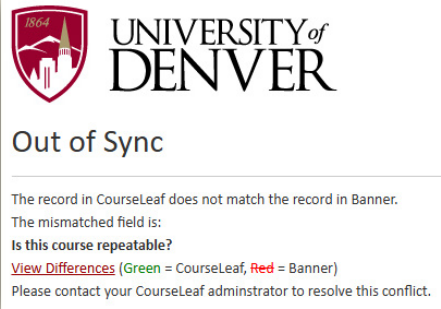 1864
UNIVERSITY of
DENVER
Out of Sync
The record in CourseLeaf does not match the record in Banner.
The mismatched field is:
Is this course repeatable?
View Differences (Green = CourseLeaf, Red = Banner)
Please contact your CourseLeaf adminstrator to resolve this conflict.